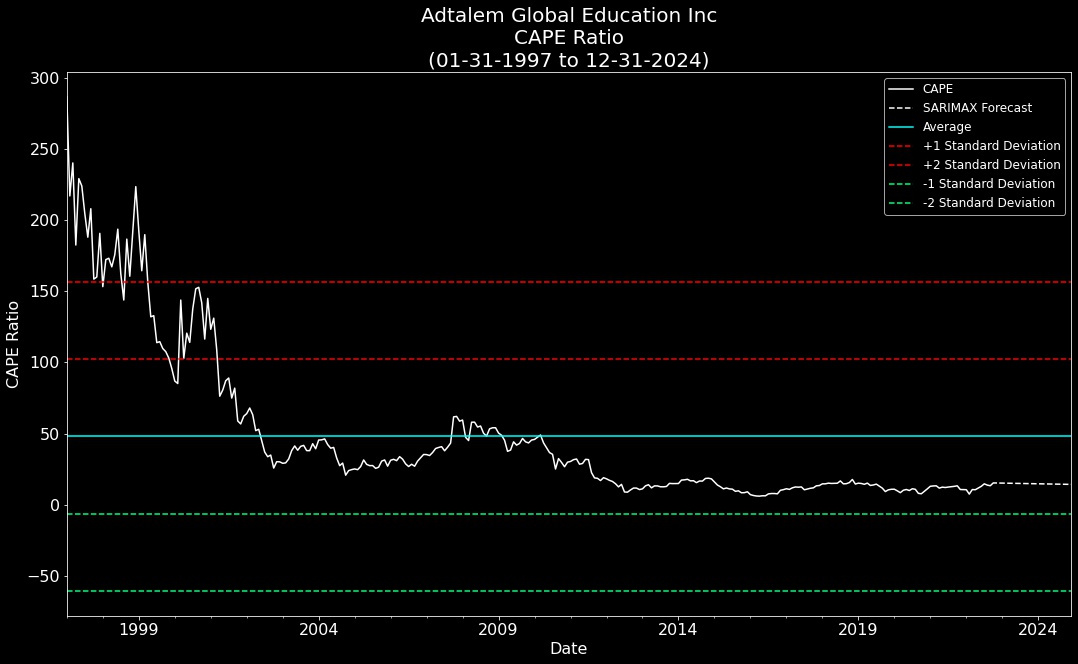 Adtalem Global Education Inc
CAPE Ratio
(01-31-1997 to 12-31-2024)
CAPE
SARIMAX Forecast
Average
+1 Standard Deviation
+2 Standard Deviation
-1 Standard Deviation
-2 Standard Deviation
300
250
200
150
100
50
0
−50
CAPE Ratio
1999
2004
2009
2014
2019
2024
Date